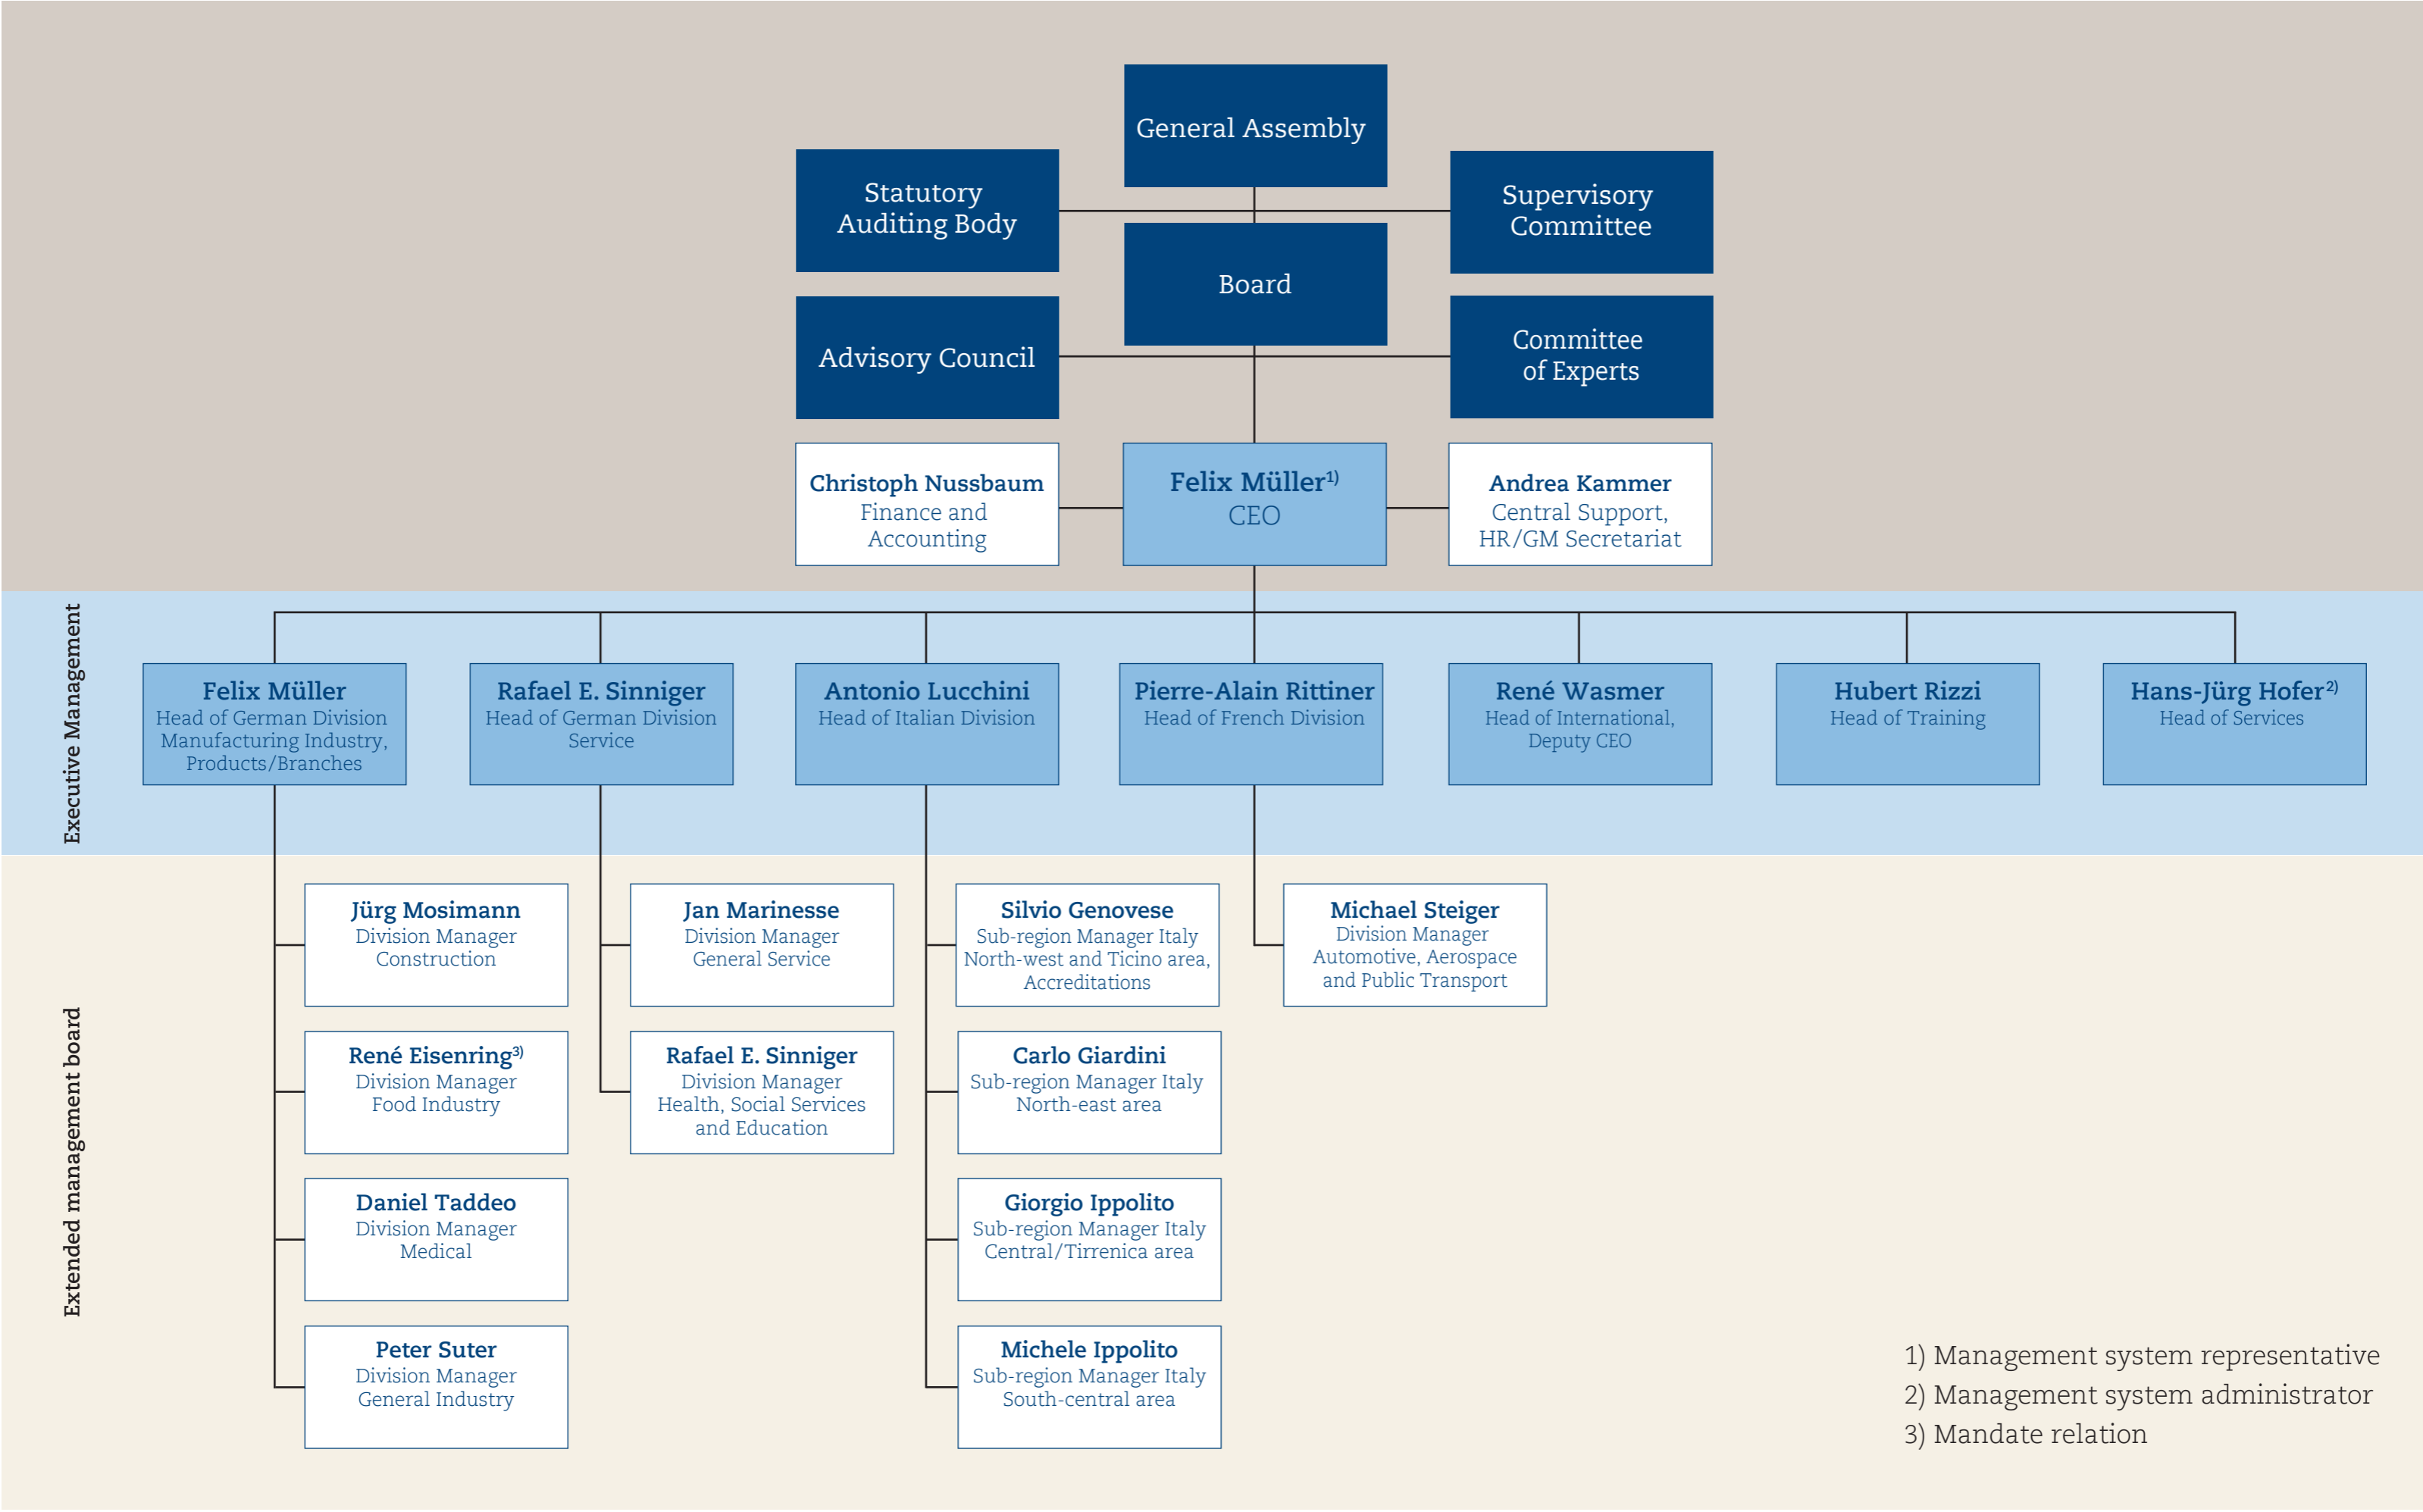 General Assembly
Statutory
Auditing Body
Supervisory
Committee
Board
Advisory Council
Committee
of Experts
Christoph Nussbaum
Finance and
Accounting
Felix Müller1)
CEO
Andrea Kammer
Central Support,
HR/GM Secretariat
Executive Management
Felix Müller
Head of German Division
Manufacturing Industry,
Products/Branches
Rafael E. Sinniger
Head of German Division
Service
Antonio Lucchini
Head of Italian Division
Pierre-Alain Rittiner
Head of French Division
René Wasmer
Head of International,
Deputy CEO
Hubert Rizzi
Head of Training
Hans-Jürg Hofer2)
Head of Services
Extended management board
Jürg Mosimann
Division Manager
Construction
René Eisenring3)
Division Manager
Food Industry
Daniel Taddeo
Division Manager
Medical
Peter Suter
Division Manager
General Industry
Jan Marinesse
Division Manager
General Service
Rafael E. Sinniger
Division Manager
Health, Social Services
and Education
Silvio Genovese
Sub-region Manager Italy
North-west and Ticino area,
Accreditations
Carlo Giardini
Sub-region Manager Italy
North-east area
Giorgio Ippolito
Sub-region Manager Italy
Central/Tirrenica area
Michele Ippolito
Sub-region Manager Italy
South-central area
Michael Steiger
Division Manager
Automotive, Aerospace
and Public Transport
1) Management system representative
2) Management system administrator
3) Mandate relation